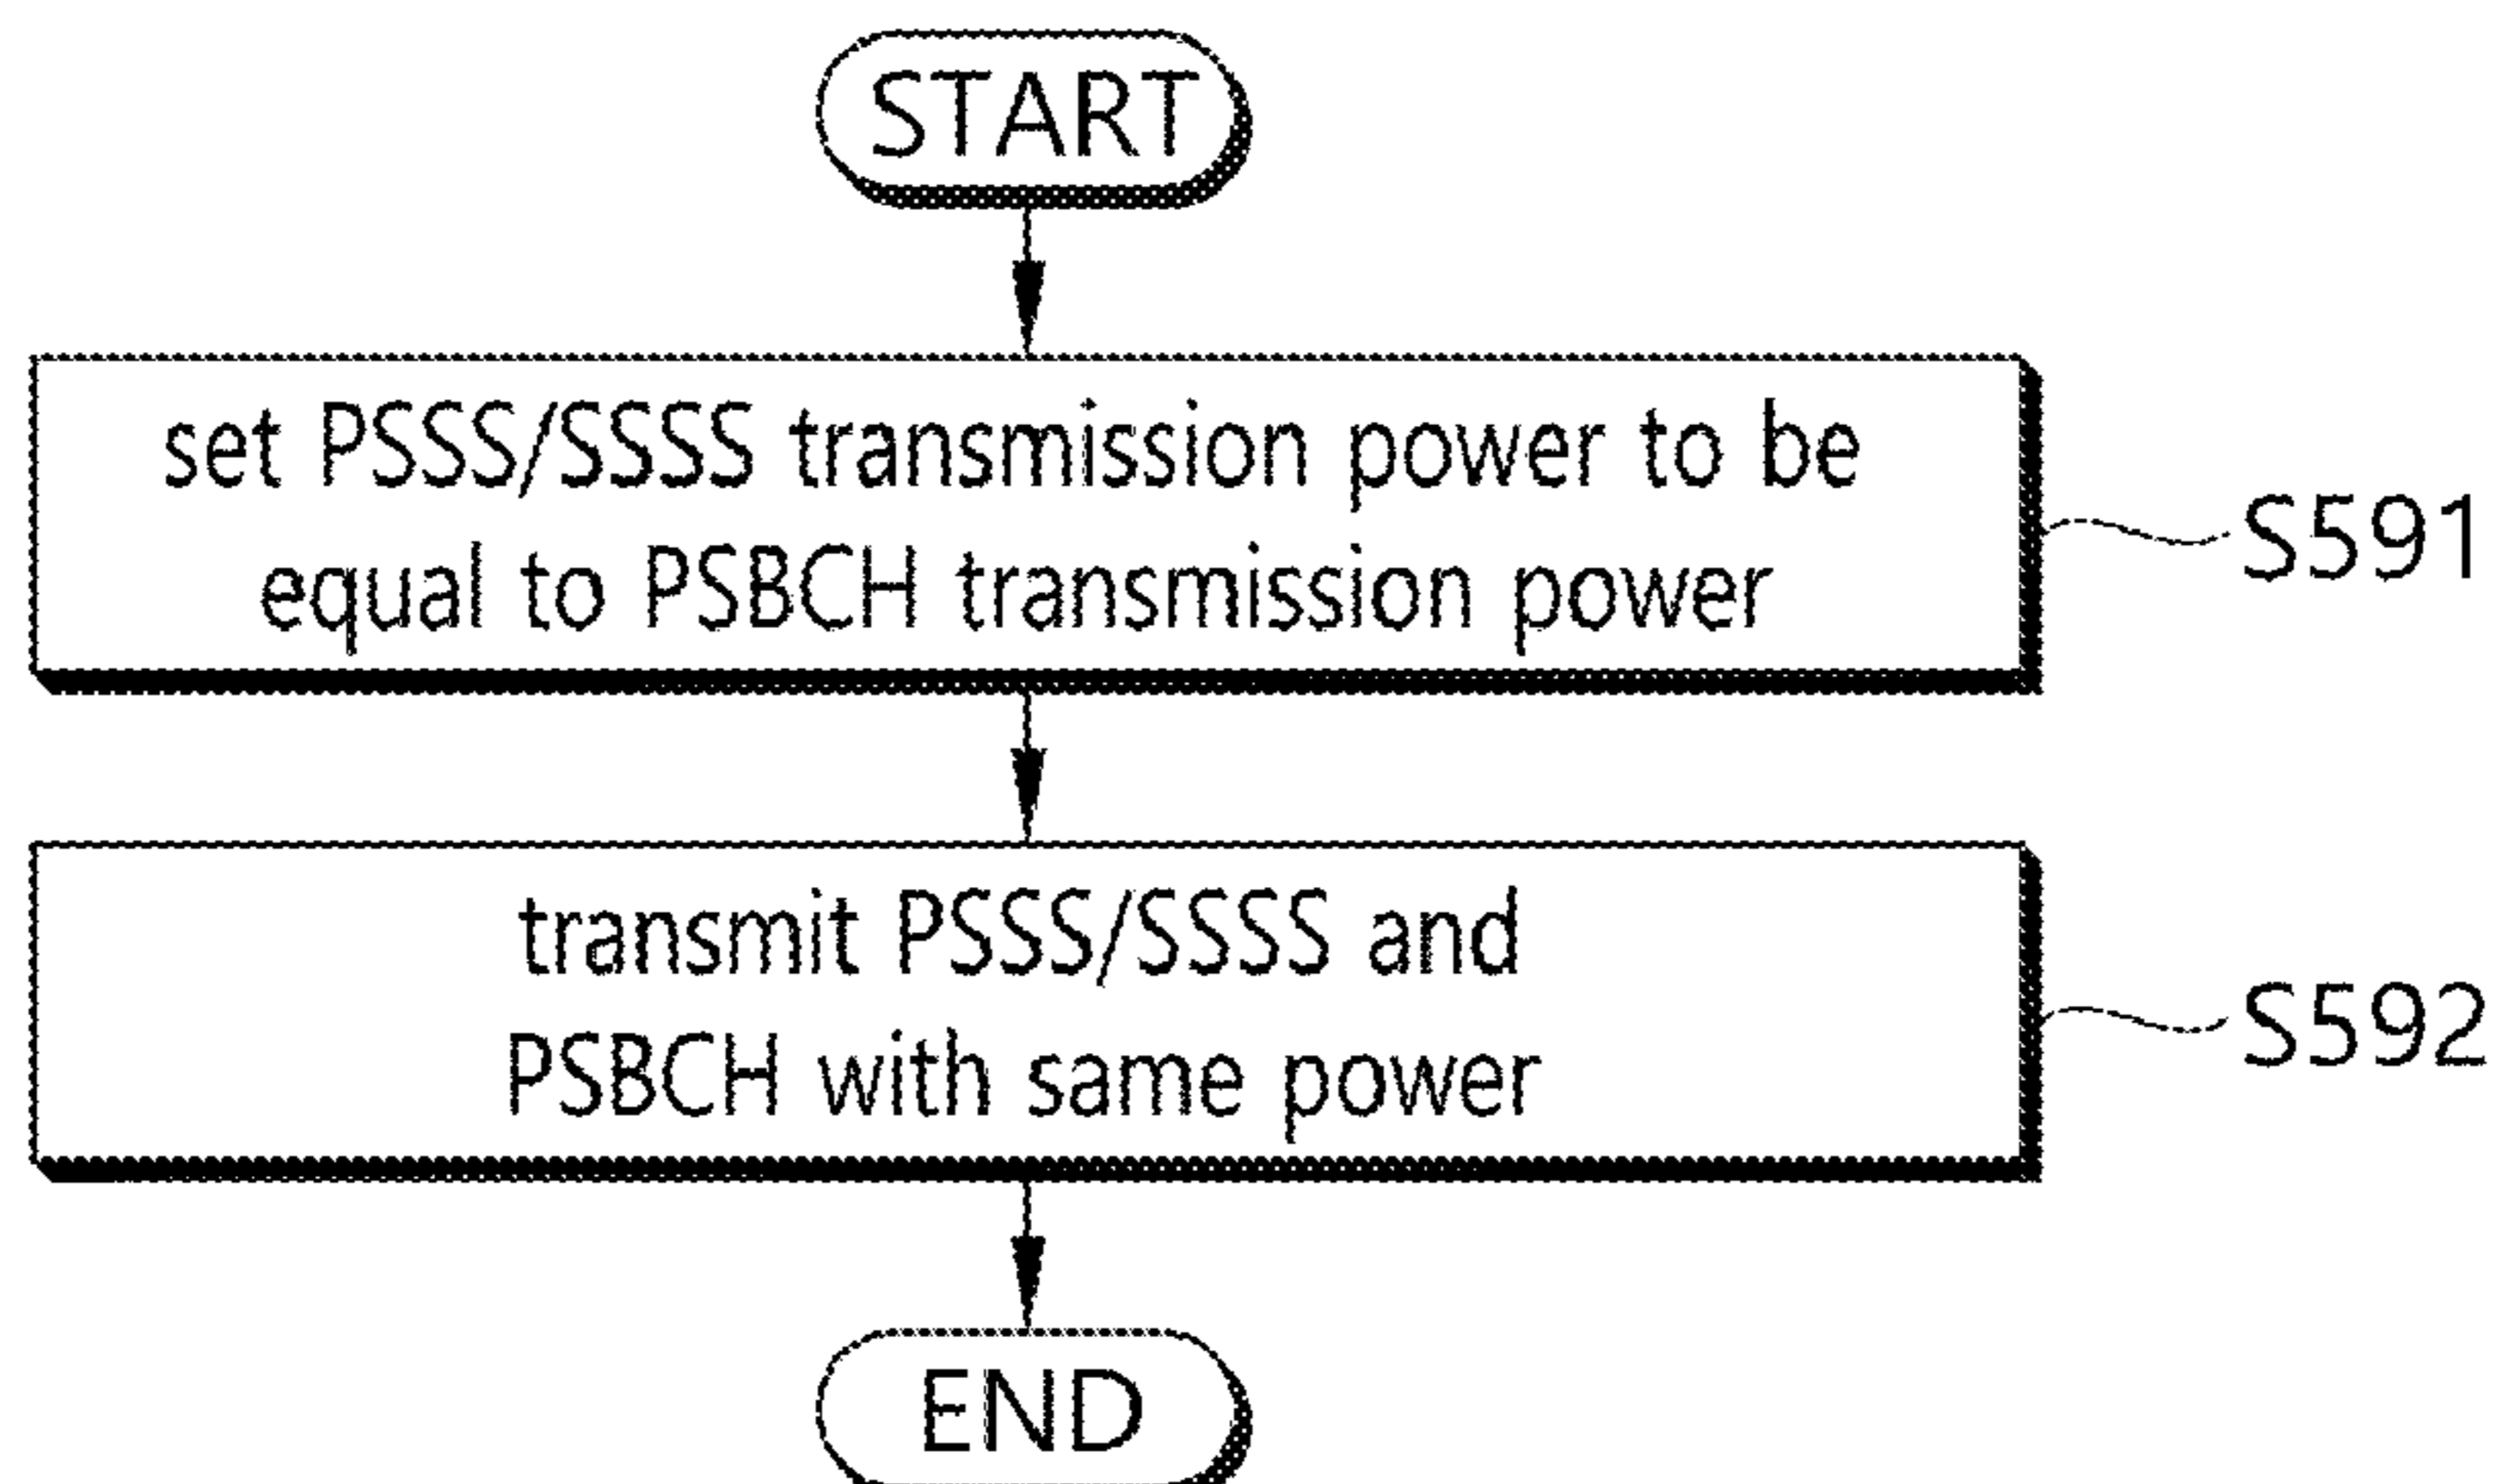 START
set PSSS/SSSS transmission power to be
equal to PSBCH transmission power
S591
transmit PSSS/SSSS and
PSBCH with same power
S592
END